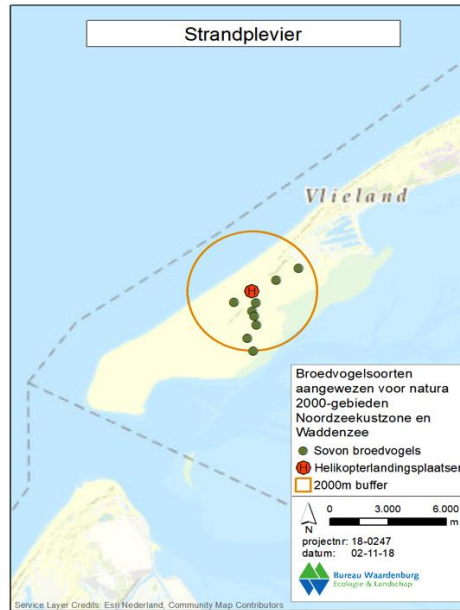 Strandplevier
Vlieland
H
Broedvogelsoorten
aangewezen voor natura
2000-gebieden
Noordzeekustzone en
Waddenzee
Sovon broedvogels
H Helikopterlandingsplaatsen
2000m buffer
N
0 3.000 6.000
m
projectnr: 18-0247
datum: 02-11-18
Bureau Waardenburg
Ecologie & Landschap
Service Layer Credits: Esri Nederland, Community Map Contributors